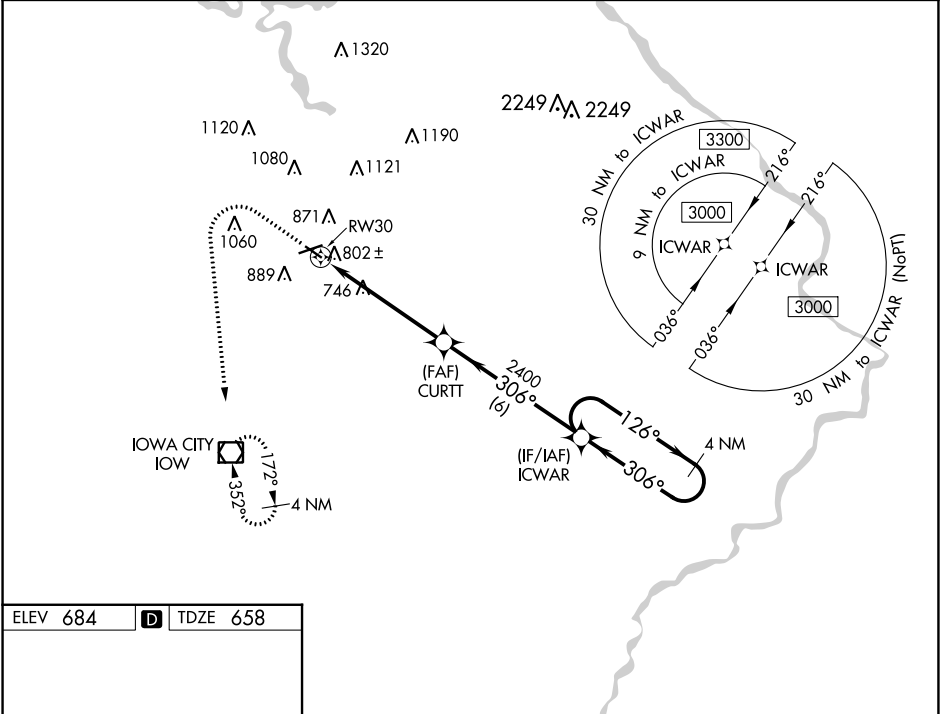 1320
2249 2249
1120
1190
1080
1121
30 NM to ICWAR
3300
216°
9 NM to ICWAR
3000
216°
871
RW30
1060
802±
ICWAR
ICWAR
889
746
3000
036°
036°
30 NM to ICWAR (NoPT)
(FAF)
CURTT
2400
306°
(6)
126°
4 NM
IOWA CITY
IOW
(IF/IAF)
ICWAR
306°
172°
352°
4 NM
ELEV 684 D TDZE 658